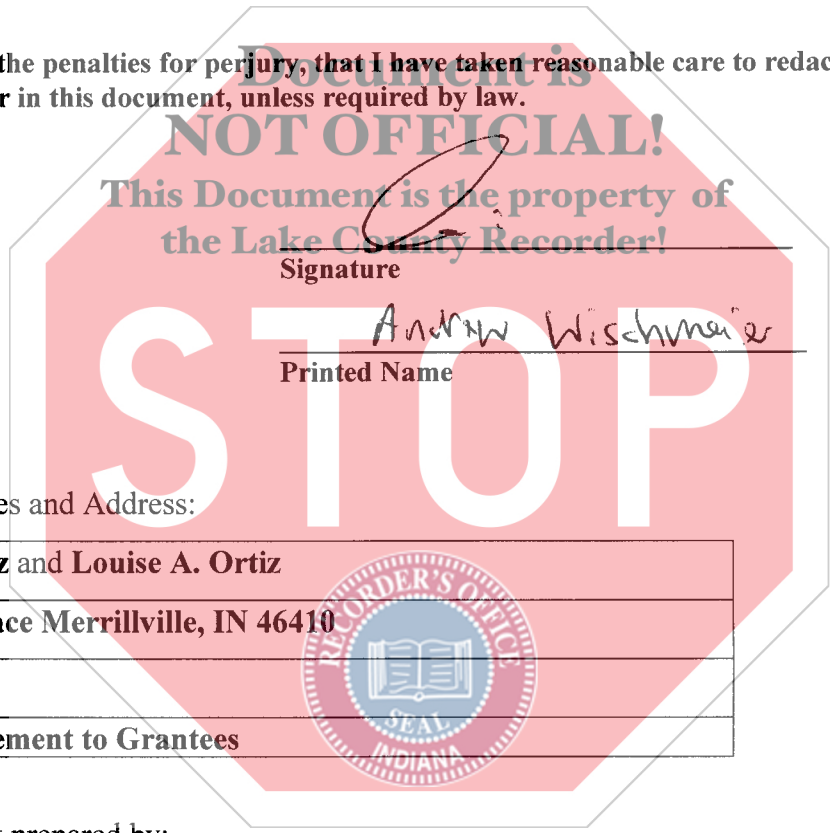 the penalties for perjury, that I have taken reasonable care to redac
Document is
r in this document, unless required by law.
NOT OFFICIAL!
This Document is the property of
the Lake County Recorder!
Signature
Andrew Wischmeier
Printed Name
STOP
es and Address:
z and Louise A. Ortiz
ace Merrillville, IN 46410
RECORDER'S OFFICE
SEAL
INDIANA
ement to Grantees
prepared by: